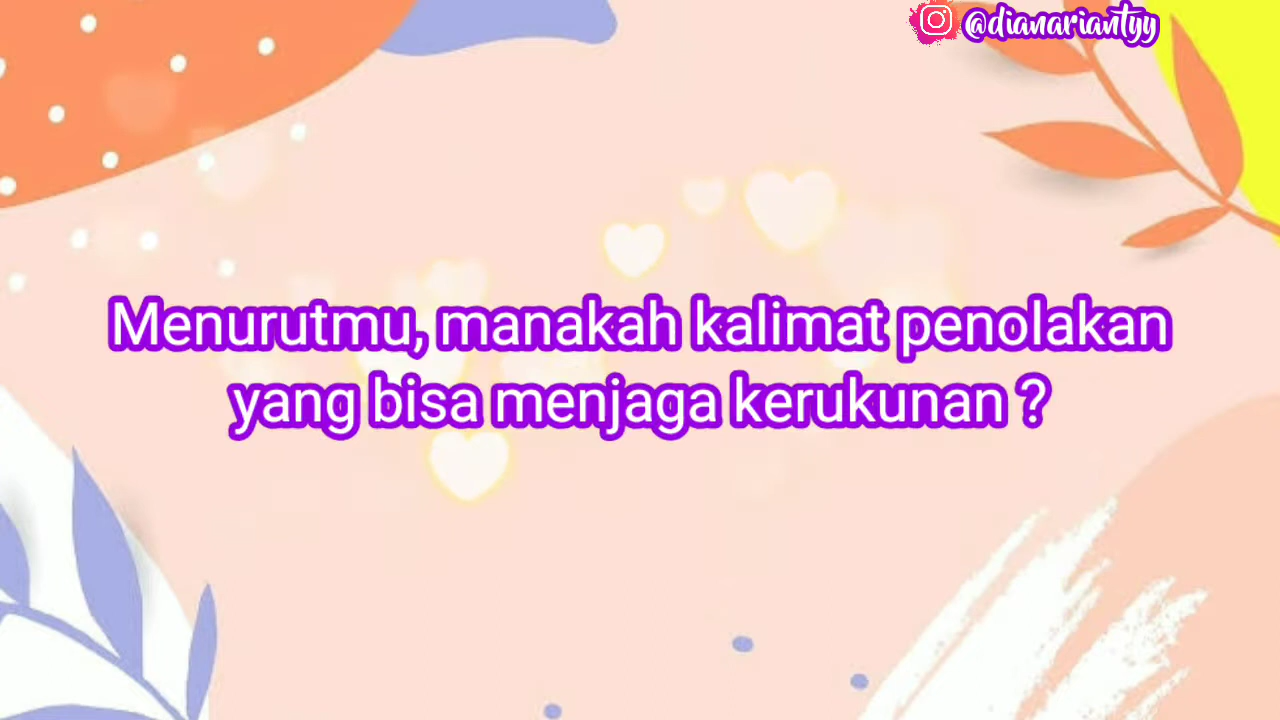 @dianariantyy
Menurutmu, manakah kalimat penolakan
yang bisa menjaga kerukunan ?